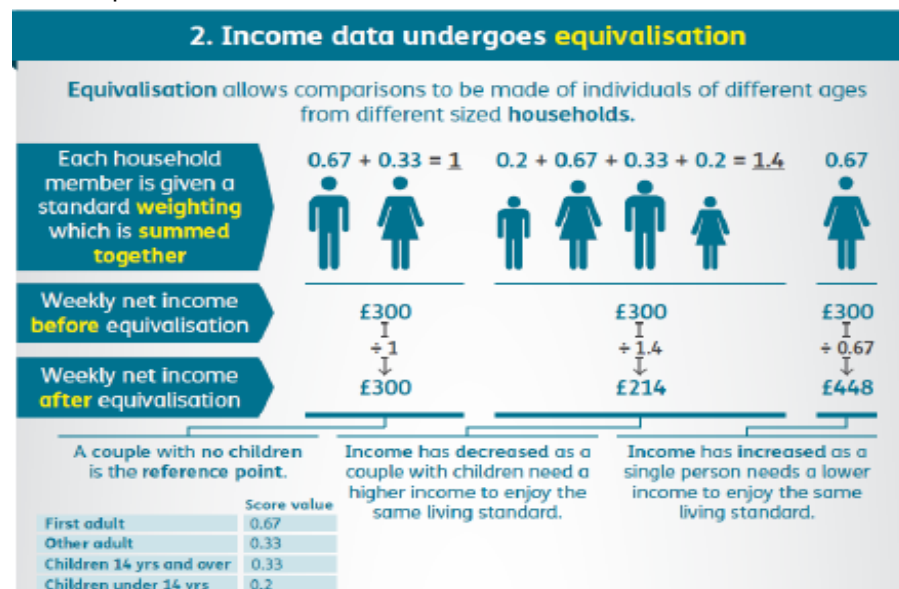 2. Income data undergoes equivalisation
Equivalisation allows comparisons to be made of individuals of different ages
from different sized households.
Each household
member is given a
standard weighting
which is summed
together
0.67 + 0.33 = 1
0.2 + 0.67 + 0.33 + 0.2 = 1.4
0.67
Weekly net income
before equivalisation
£300
£300
£300
÷ 1
÷ 1.4
÷ 0.67
Weekly net income
after equivalisation
£300
£214
£448
A couple with no children
is the reference point.
Income has decreased as a
couple with children need a
higher income to enjoy the
same living standard.
Income has increased as a
single person needs a lower
income to enjoy the same
living standard.
Score value
First adult 0.67
Other adult 0.33
Children 14 yrs and over 0.33
Children under 14 yrs 0.2